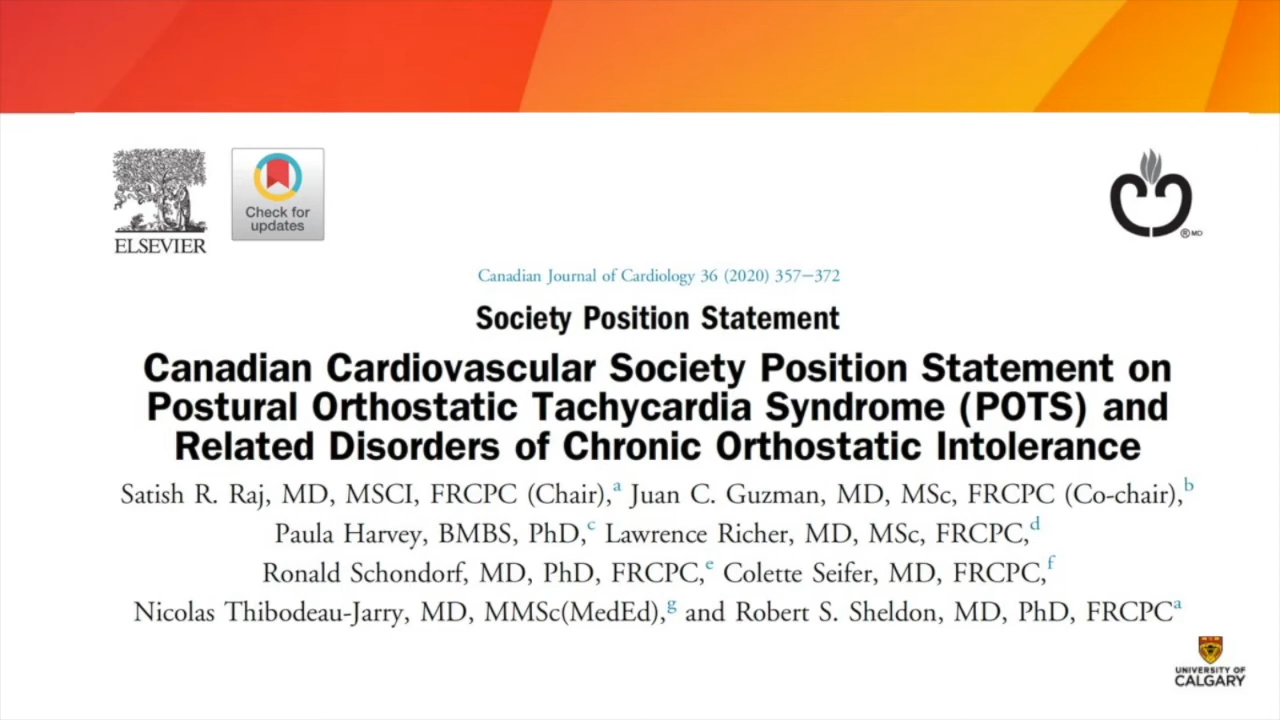 ELSEVIER
Check for
updates
®MD
Canadian Journal of Cardiology 36 (2020) 357–372
Society Position Statement
Canadian Cardiovascular Society Position Statement on
Postural Orthostatic Tachycardia Syndrome (POTS) and
Related Disorders of Chronic Orthostatic Intolerance
Satish R. Raj, MD, MSCI, FRCPC (Chair),a Juan C. Guzman, MD, MSc, FRCPC (Co-chair),b
Paula Harvey, BMBS, PhD,c Lawrence Richer, MD, MSc, FRCPC,d
Ronald Schondorf, MD, PhD, FRCPC,e Colette Seifer, MD, FRCPC,f
Nicolas Thibodeau-Jarry, MD, MMSc(MedEd),g and Robert S. Sheldon, MD, PhD, FRCPCa
UNIVERSITY OF
CALGARY